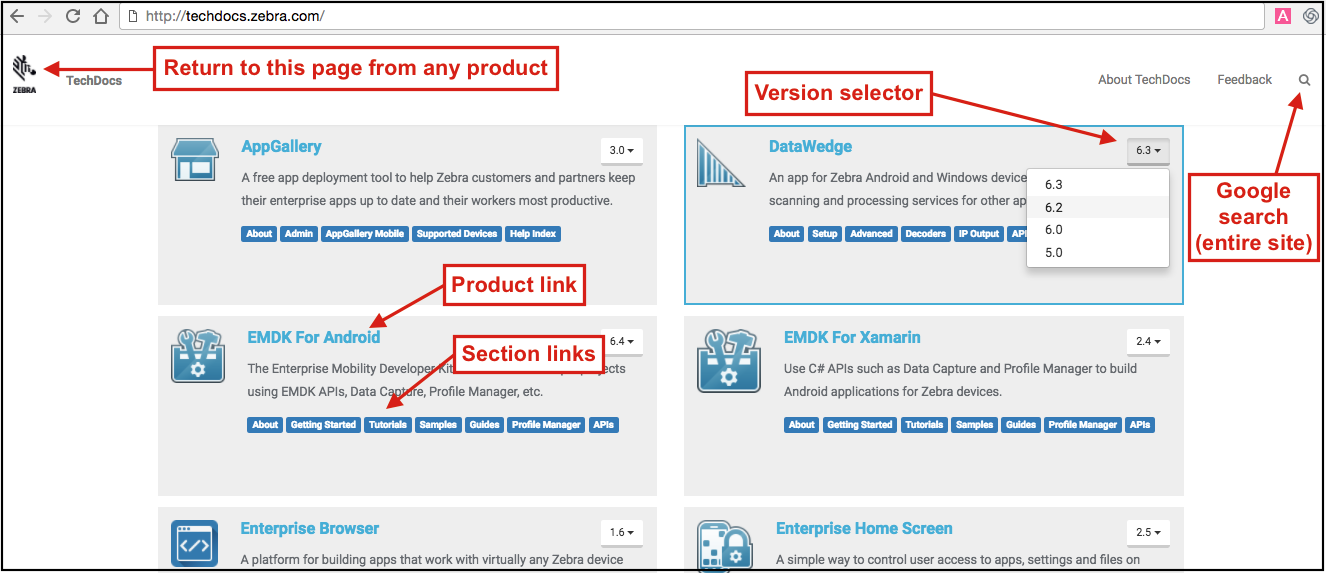 http://techdocs.zebra.com/
A
ZEBRA
TechDocs
Return to this page from any product
About TechDocs
Feedback
Version selector
Google
search
(entire site)
AppGallery
3.0
A free app deployment tool to help Zebra customers and partners keep
their enterprise apps up to date and their workers most productive.
About Admin AppGallery Mobile Supported Devices Help Index
DataWedge
6.3
An app for Zebra Android and Windows device
scanning and processing services for other ap
About Setup Advanced Decoders IP Output API
6.3
6.2
6.0
5.0
Product link
EMDK For Android
6.4
Section links
The Enterprise Mobility Developer Kit
using EMDK APIs, Data Capture, Profile Manager, etc.
About Getting Started Tutorials Samples Guides Profile Manager APIs
EMDK For Xamarin
2.4
Use C# APIs such as Data Capture and Profile Manager to build
Android applications for Zebra devices.
About Getting Started Tutorials Samples Guides Profile Manager APIs
Enterprise Browser
1.6
A platform for building apps that work with virtually any Zebra device
Enterprise Home Screen
2.5
A simple way to control user access to apps, settings and files on